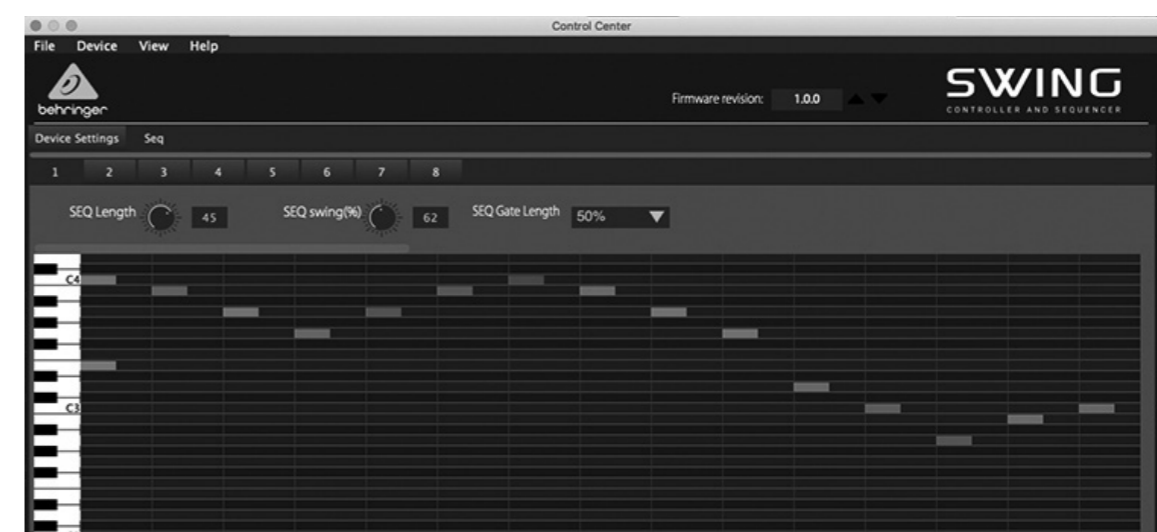 Control Center
File Device View Help
behringer
Firmware revision: 1.0.0
SWING
CONTROLLER AND SEQUENCER
Device Settings Seq
1 2 3 4 5 6 7 8
SEQ Length 45 SEQ swing(%) 62 SEQ Gate Length 50%
C4
C3